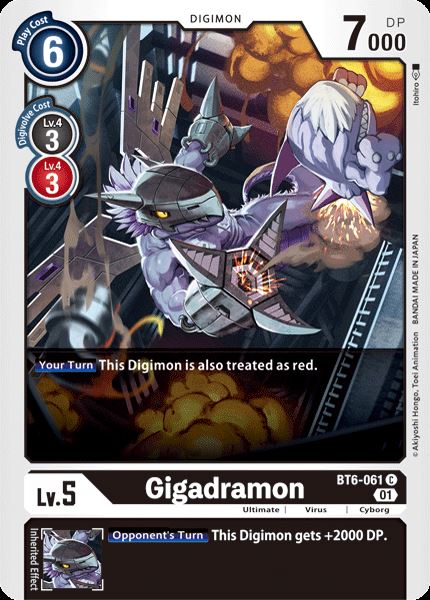 Play Cost
6
DIGIMON
7000
DP
Digivolve Cost
Lv.4
3
Lv.4
3
Itohiro
© Akiyoshi Hongo, Toei Animation BANDAI MADE IN JAPAN
Your Turn This Digimon is also treated as red.
Lv.5
Gigadramon
BT6-061 C
01
Ultimate | Virus | Cyborg
Inherited Effect
Opponent's Turn This Digimon gets +2000 DP.